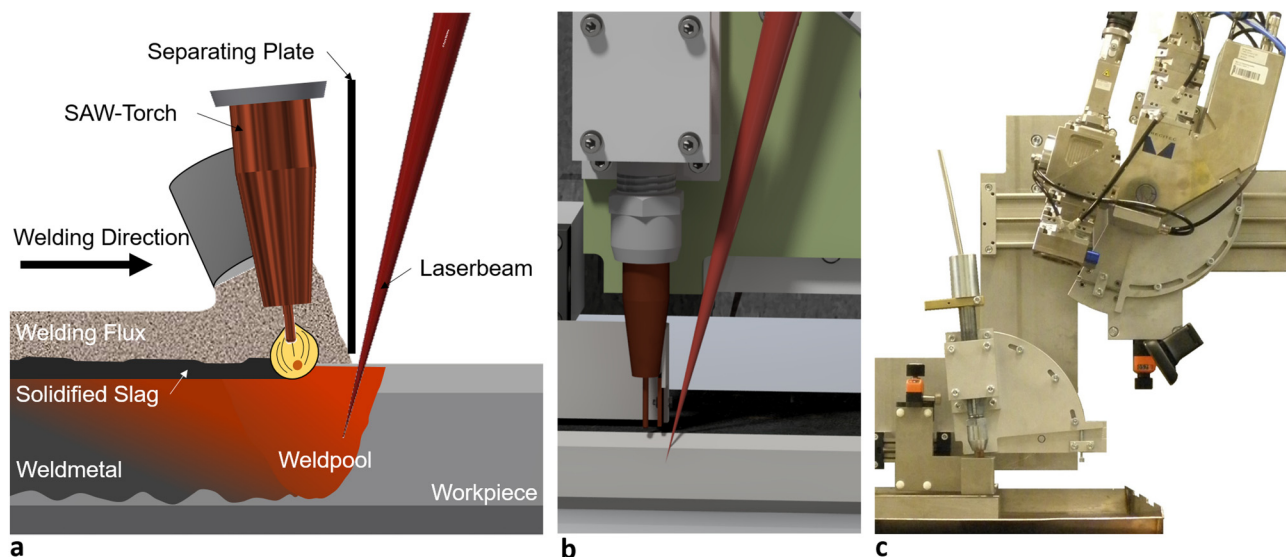 Separating Plate
SAW-Torch
Welding Direction
Laserbeam
Welding Flux
Solidified Slag
Weldpool
Weldmetal
Workpiece
a
b
c